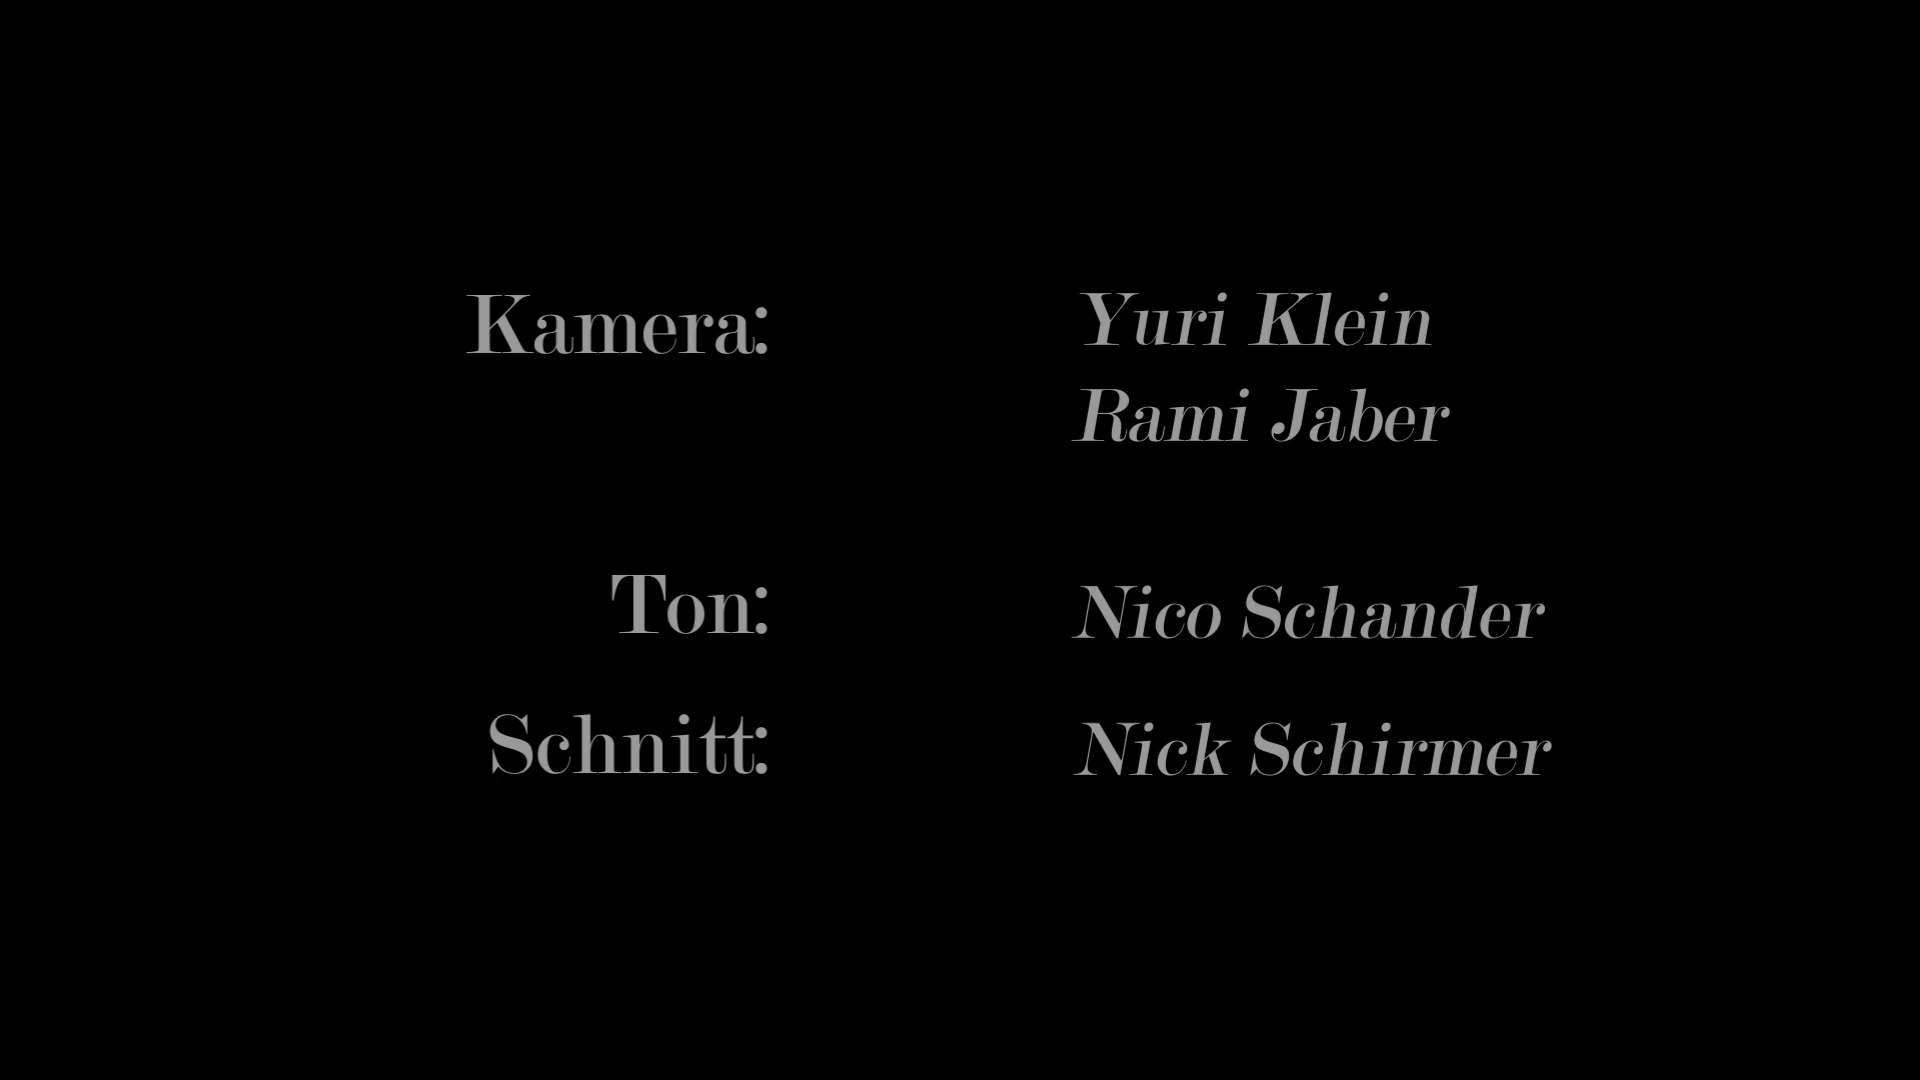 Kamera: Yuri Klein
Rami Jaber
Ton: Nico Schander
Schnitt: Nick Schirmer